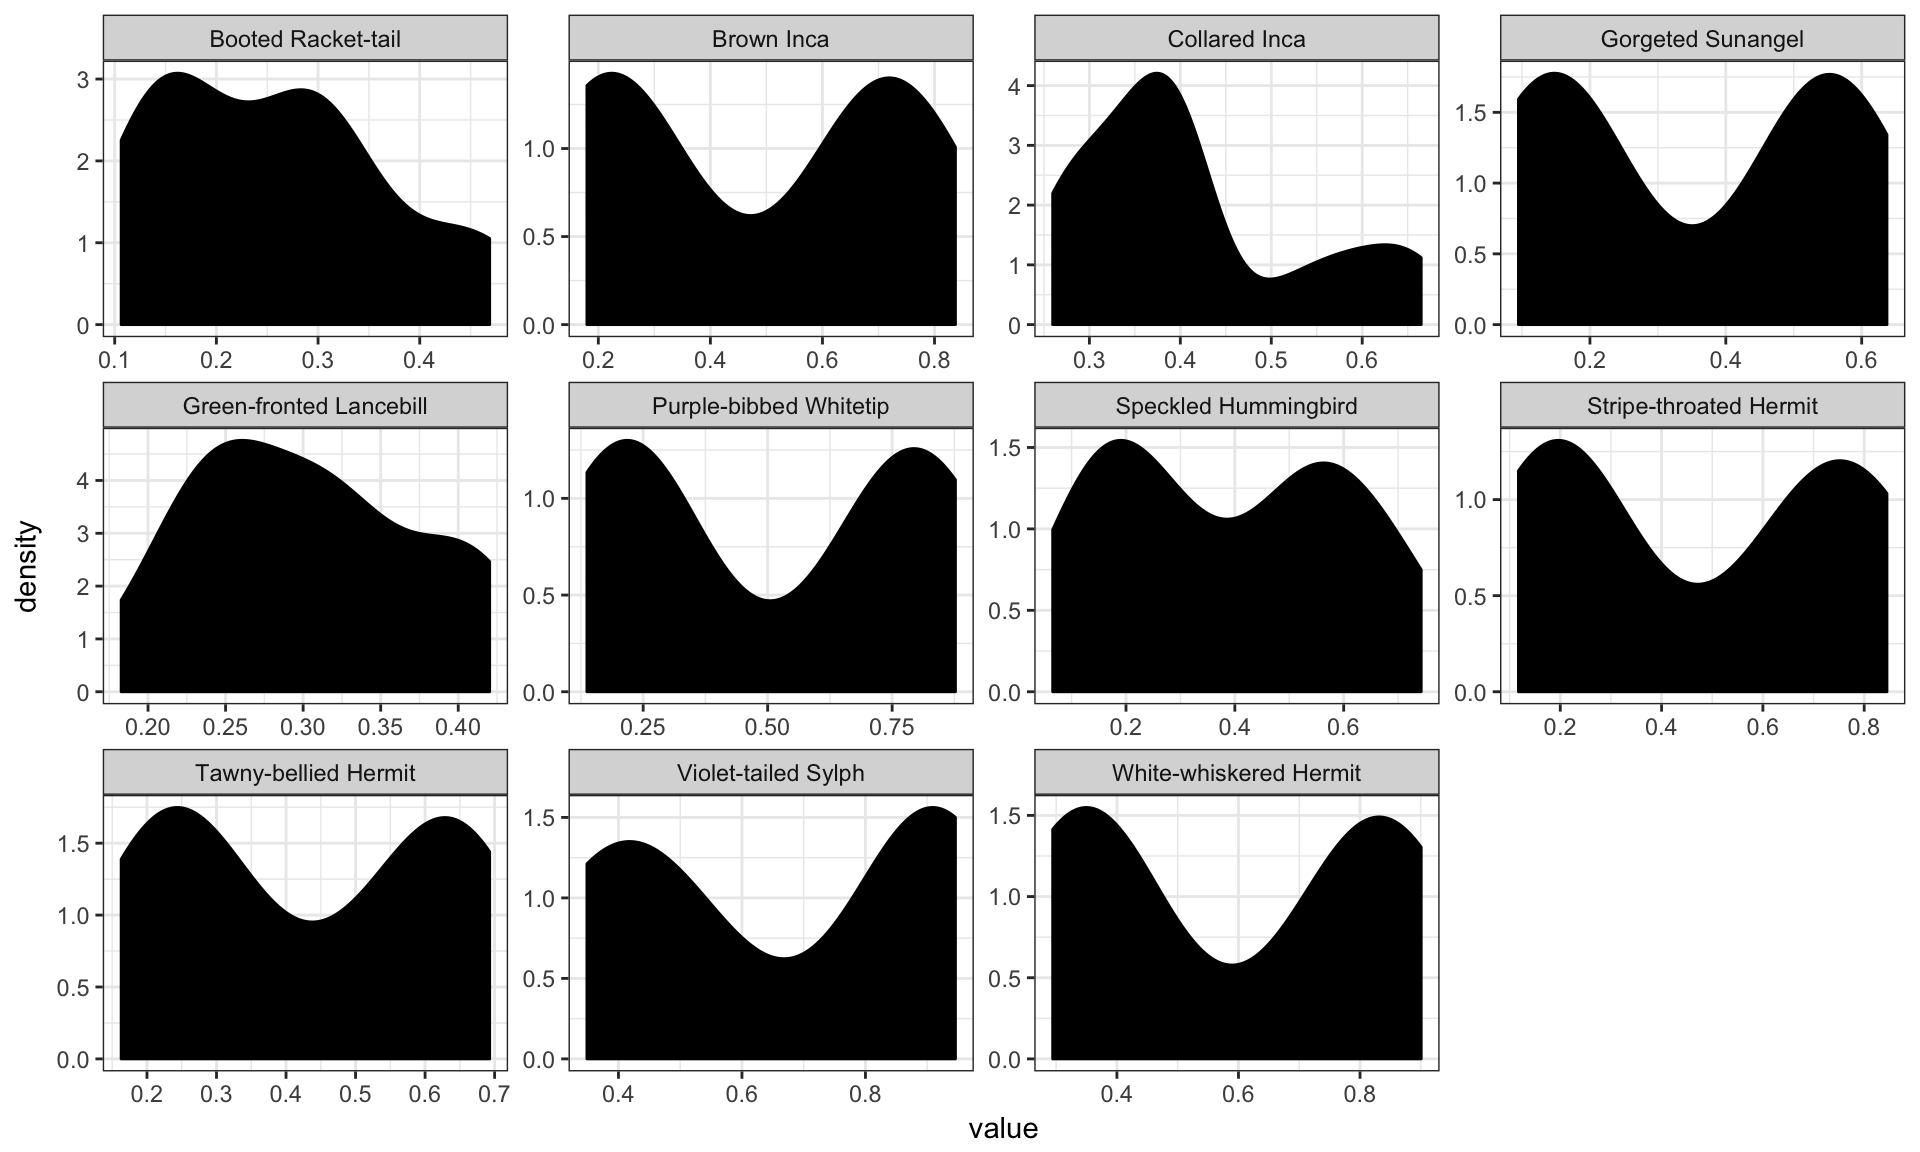 Booted Racket-tail
Brown Inca
Collared Inca
Gorgeted Sunangel
3
2
1
0
0.1 0.2 0.3 0.4
1.0
0.5
0.0
0.2 0.4 0.6 0.8
4
3
2
1
0
0.3 0.4 0.5 0.6
1.5
1.0
0.5
0.0
0.2 0.4 0.6
Green-fronted Lancebill
Purple-bibbed Whitetip
Speckled Hummingbird
Stripe-throated Hermit
density
4
3
2
1
0
0.20 0.25 0.30 0.35 0.40
1.0
0.5
0.0
0.25 0.50 0.75
1.5
1.0
0.5
0.0
0.2 0.4 0.6
1.0
0.5
0.0
0.2 0.4 0.6 0.8
Tawny-bellied Hermit
Violet-tailed Sylph
White-whiskered Hermit
1.5
1.0
0.5
0.0
0.2 0.3 0.4 0.5 0.6 0.7
1.5
1.0
0.5
0.0
0.4 0.6 0.8
1.5
1.0
0.5
0.0
0.4 0.6 0.8
value